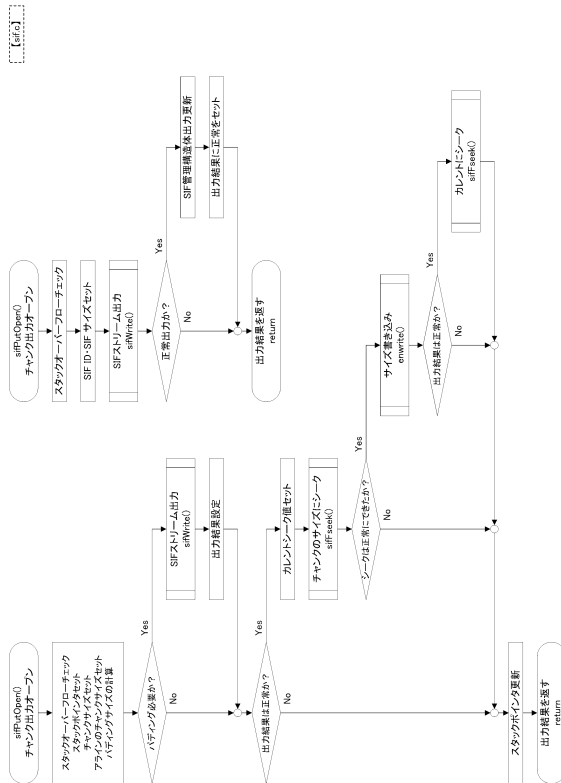 【sif.c】
sifPutOpen()
チャンク出力オープン
スタックオーバーフローチェック
スタックポインタセット
チャンクサイズセット
アラインのチャンクサイズセット
パディングサイズの計算
パディング必要か？
Yes
No
SIFストリーム出力
sifWrite()
出力結果設定
出力結果は正常か？
Yes
No
カレントシーク値セット
チャンクのサイズにシーク
sifFseek()
シークは正常にできたか？
Yes
No
サイズ書き込み
enwrite()
出力結果は正常か？
Yes
No
カレントにシーク
sifFseek()
スタックポインタ更新
出力結果を返す
return
sifPutOpen()
チャンク出力オープン
スタックオーバーフローチェック
SIF ID・SIF サイズセット
SIFストリーム出力
sifWrite()
正常出力か？
Yes
No
SIF管理構造体出力更新
出力結果に正常をセット
出力結果を返す
return